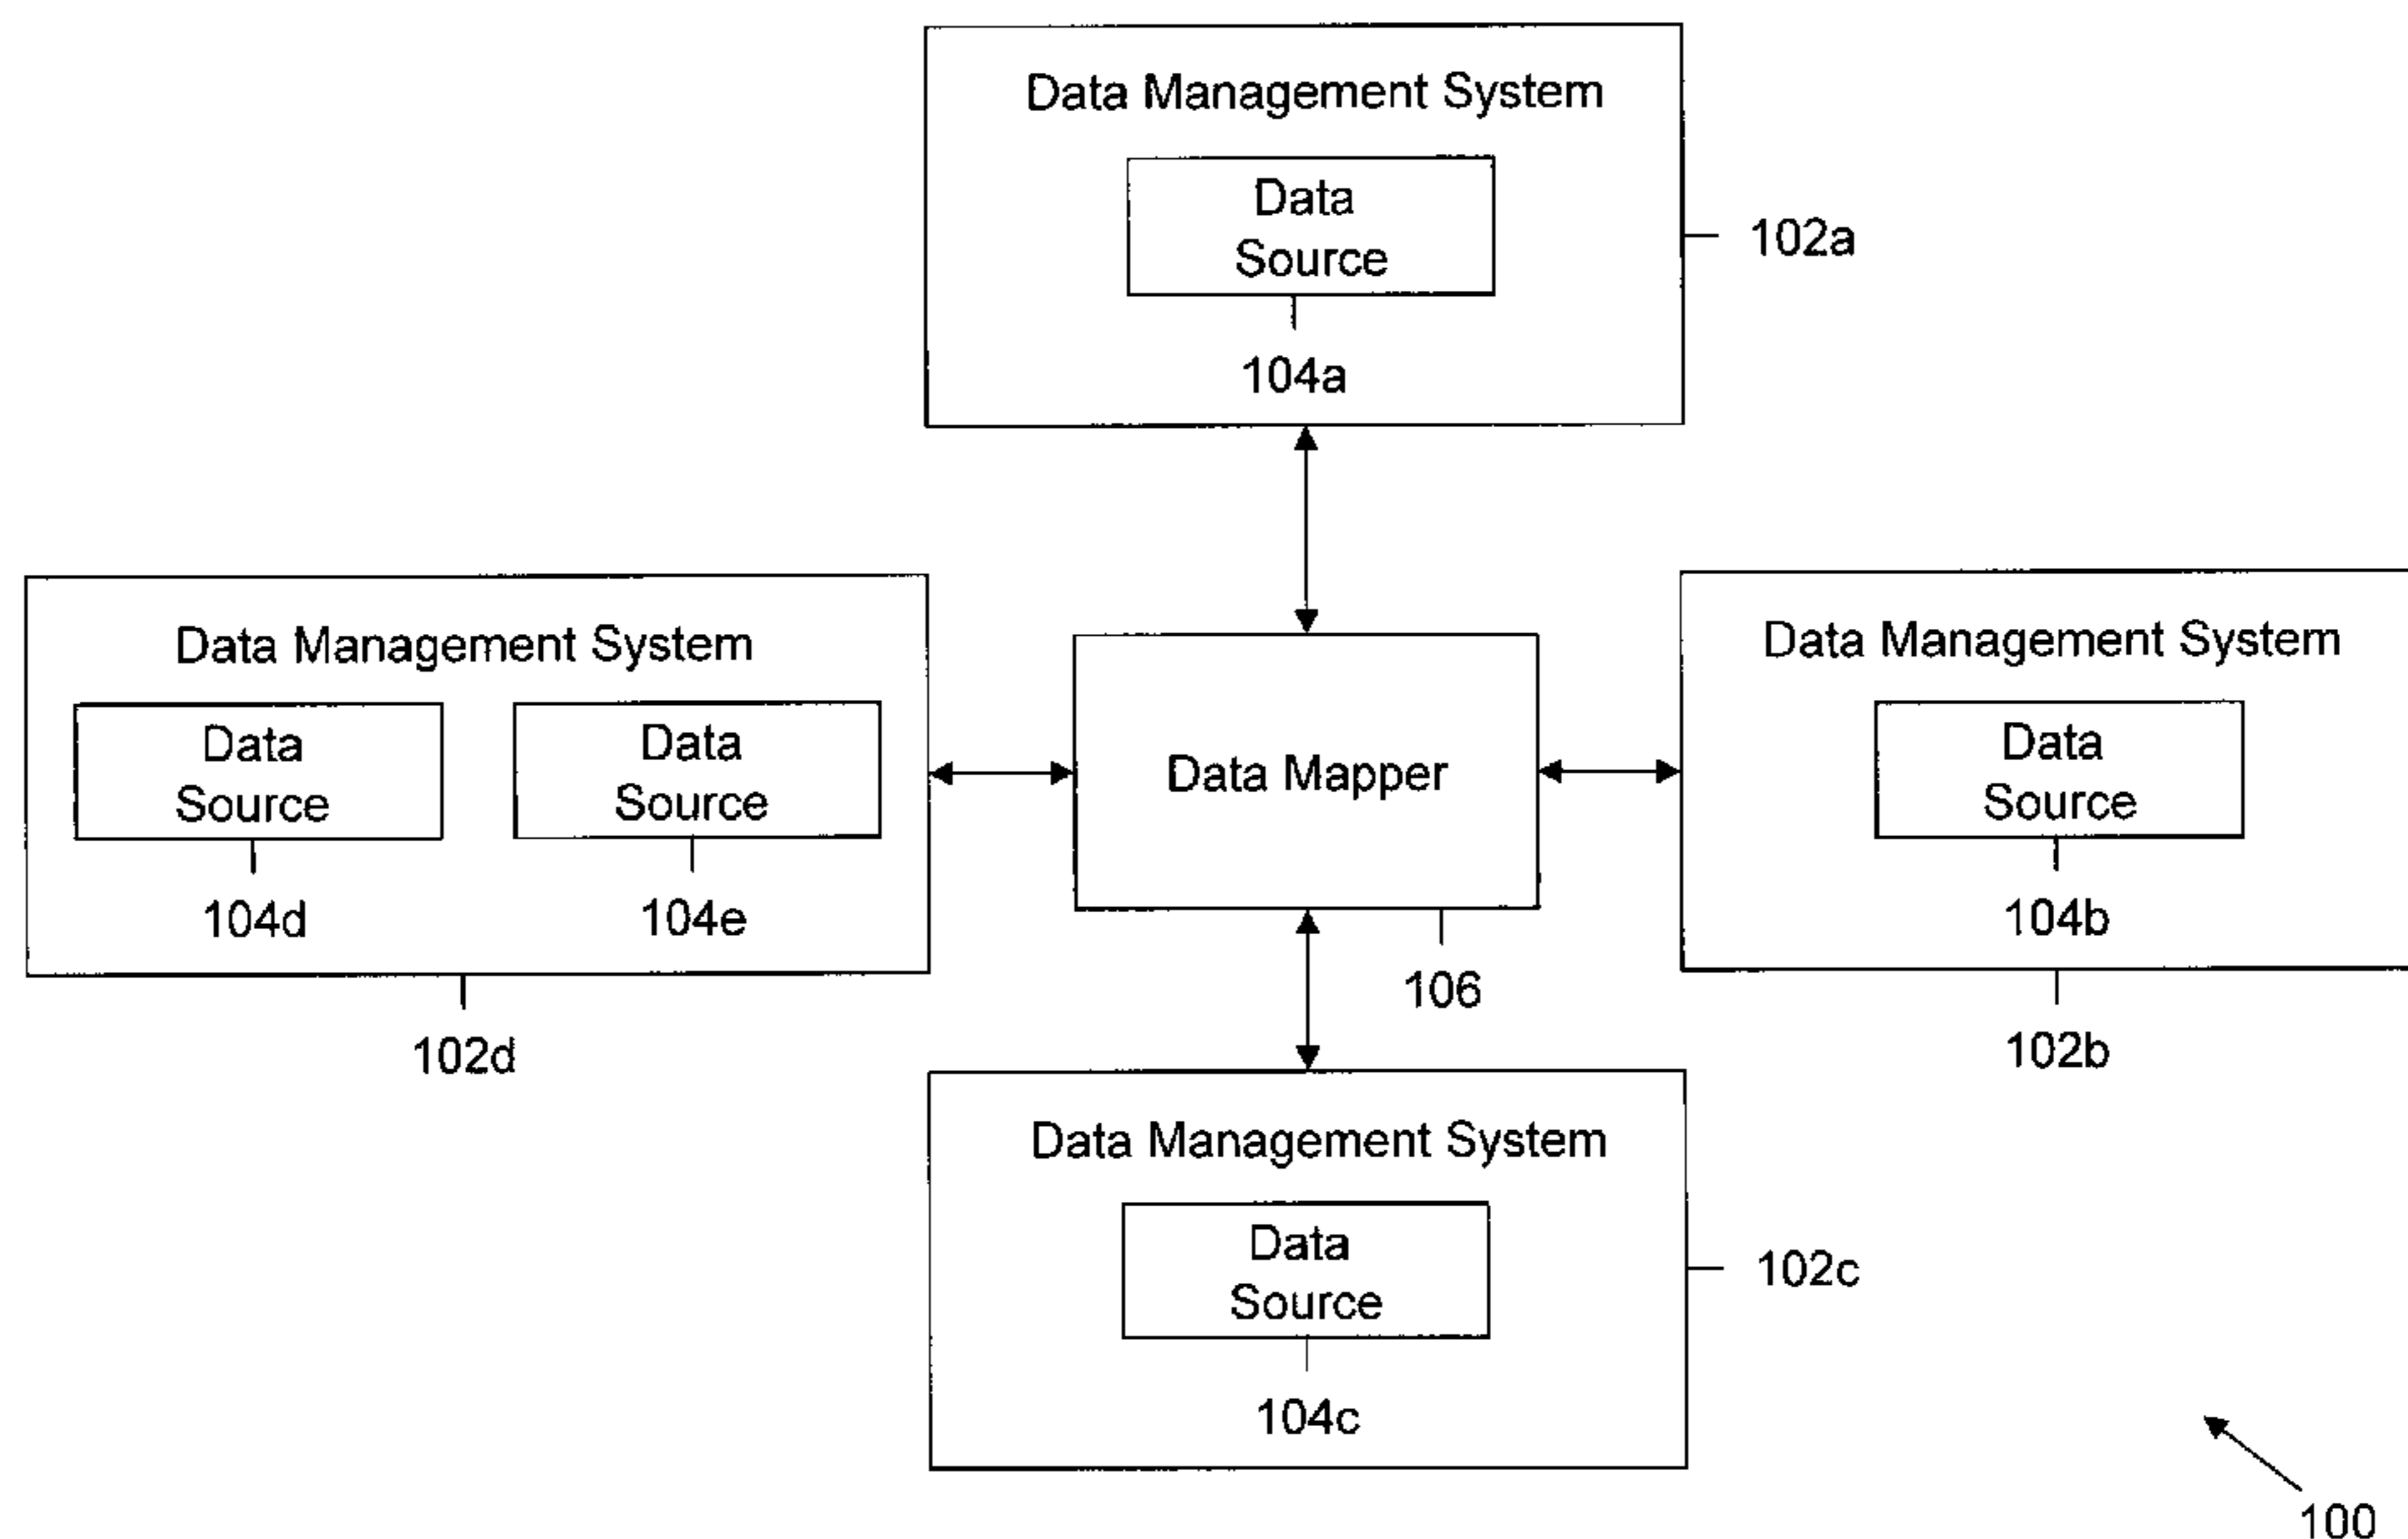 Data Management System
Data
Source
102a
104a
Data Management System
Data
Source
104d
Data
Source
104e
102d
Data Mapper
106
Data Management System
Data
Source
104b
102b
Data Management System
Data
Source
102c
104c
100